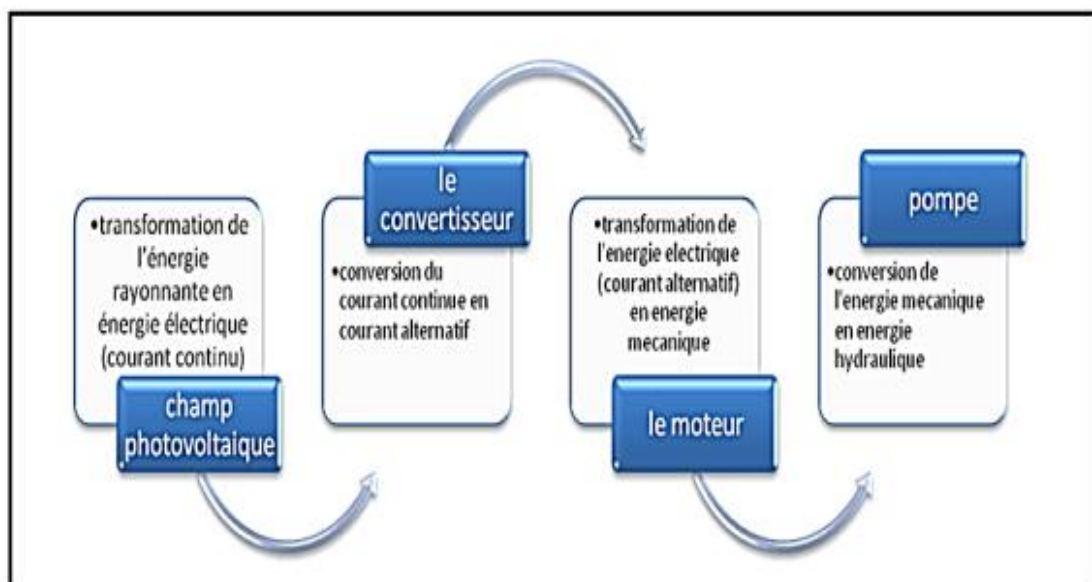 •transformation de
l'énergie
rayonnante en
énergie électrique
(courant continu)
champ
photovoltaique
le
convertisseur
•conversion du
courant continue en
courant alternatif
•transformation de
l'energie electrique
(courant alternatif)
en energie
mecanique
le moteur
pompe
•conversion de
l'energie mecanique
en energie
hydraulique